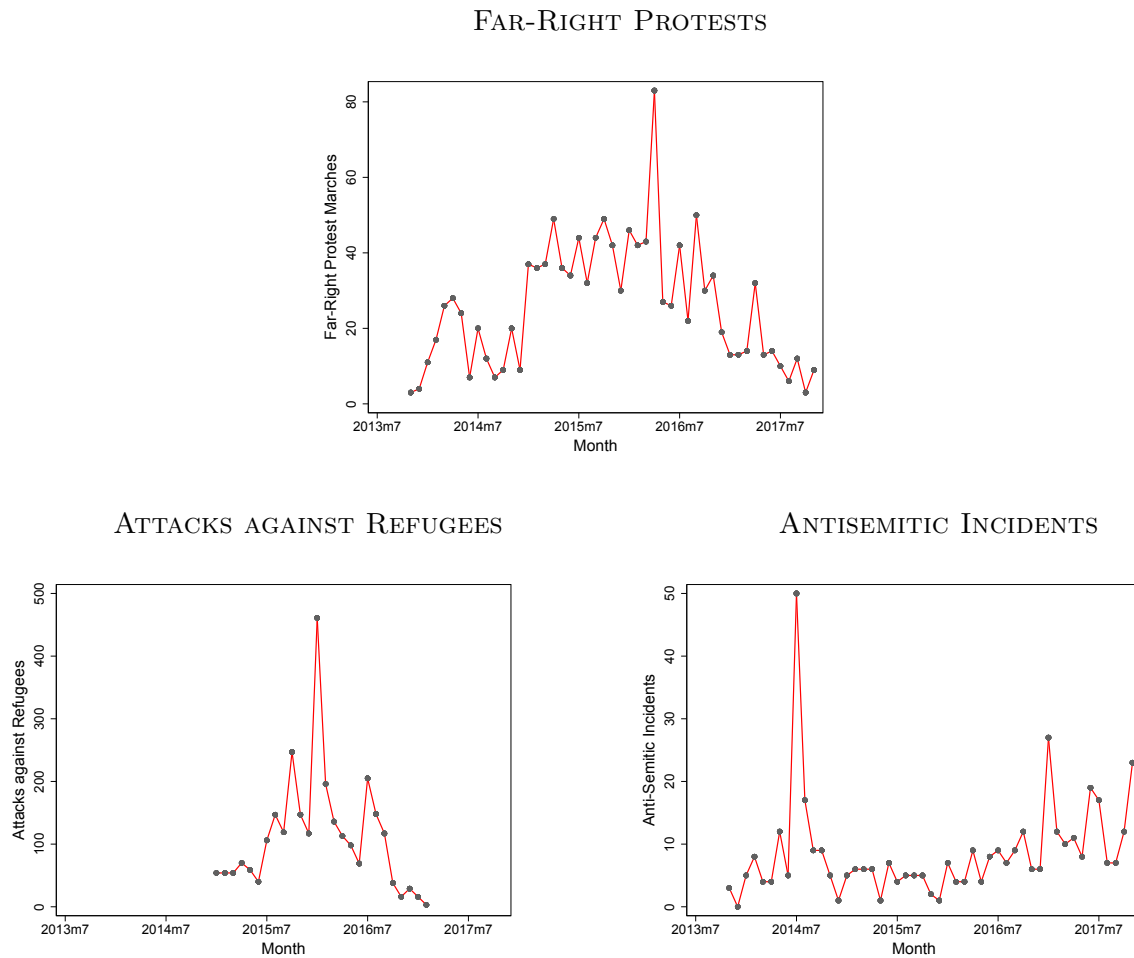 FAR-RIGHT PROTESTS
Far-Right Protest Marches
80
60
40
20
0
2013m7 2014m7 2015m7 2016m7 2017m7
Month
ATTACKS AGAINST REFUGEES
Attacks against Refugees
500
400
300
200
100
0
2013m7 2014m7 2015m7 2016m7 2017m7
Month
ANTISEMITIC INCIDENTS
Anti-Semitic Incidents
50
40
30
20
10
0
2013m7 2014m7 2015m7 2016m7 2017m7
Month